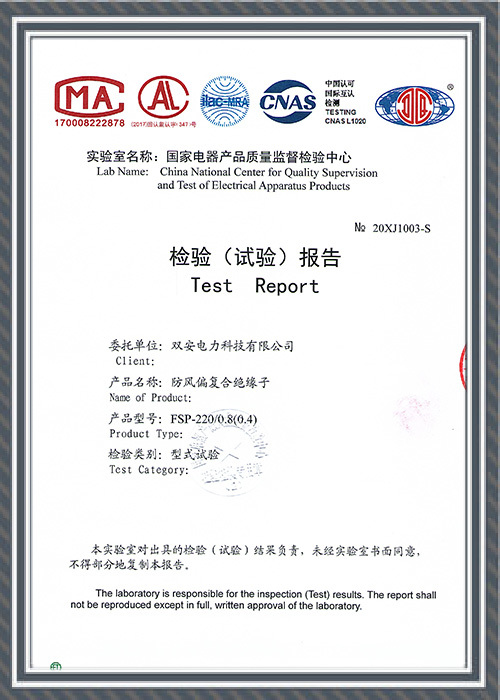 MA
170008222878
AL
(2017)国认监认字(347)号
ilac-MRA
CNAS
中国认可
国际互认
检测
TESTING
CNAS L1020
®
实验室名称：国家电器产品质量监督检验中心
Lab Name: China National Center for Quality Supervision
and Test of Electrical Apparatus Products
№ 20XJ1003-S
检验（试验）报告
Test Report
委托单位：双安电力科技有限公司
Client:
产品名称：防风偏复合绝缘子
Name of Product:
产品型号：FSP-220/0.8(0.4)
Product Type:
检验类别：型式试验
Test Category:
本实验室对出具的检验（试验）结果负责，未经实验室书面同意，
不得部分地复制本报告。
The laboratory is responsible for the inspection (Test) results. The report shall
not be reproduced except in full, written approval of the laboratory.